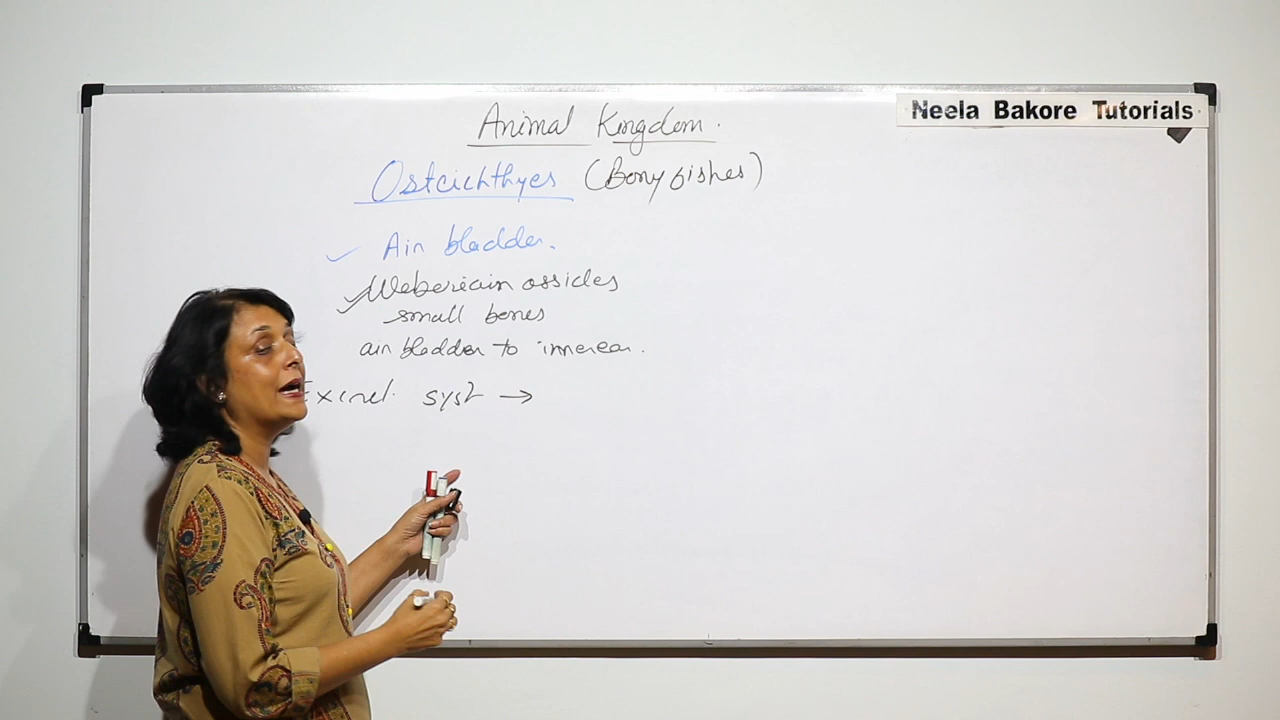 Neela Bakore Tutorials
Animal Kingdom.
Osteichthyes (Bony fishes)
Air bladder.
Weberian ossicles
small bones
air bladder to inner ear.
Excret. syst →